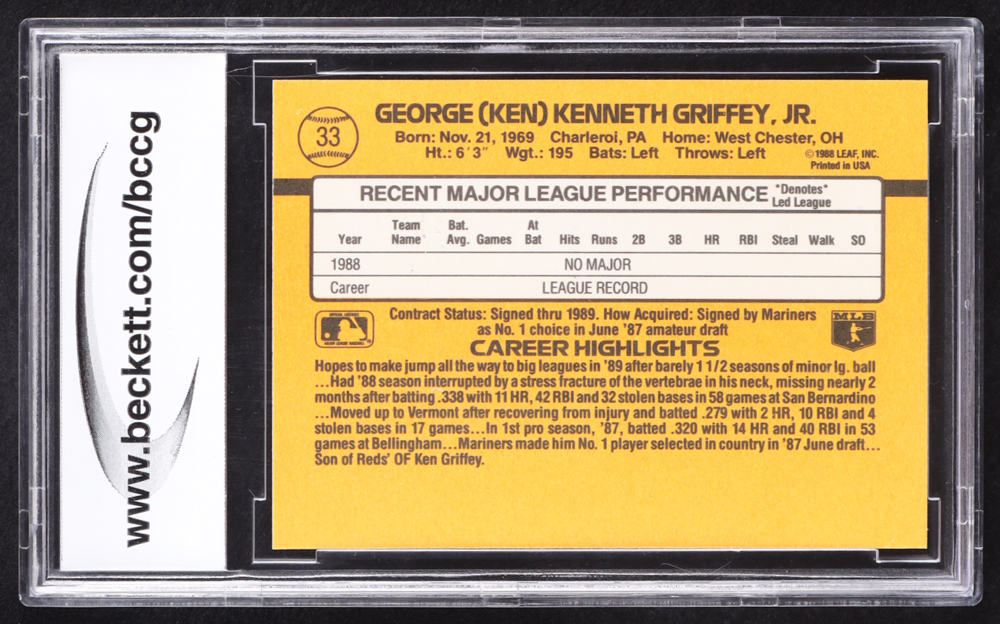 www.beckett.com/bccg
33
GEORGE (KEN) KENNETH GRIFFEY, JR.
Born: Nov. 21, 1969 Charleroi, PA Home: West Chester, OH
Ht.: 6'3" Wgt.: 195 Bats: Left Throws: Left
©1988 LEAF, INC.
Printed in USA
RECENT MAJOR LEAGUE PERFORMANCE
*Denotes*
Led League
Year Team Name Bat. Avg. Games At Bat Hits Runs 2B 3B HR RBI Steal Walk SO
1988 NO MAJOR
Career LEAGUE RECORD
Contract Status: Signed thru 1989. How Acquired: Signed by Mariners
as No. 1 choice in June '87 amateur draft
MLB
CAREER HIGHLIGHTS
Hopes to make jump all the way to big leagues in '89 after barely 1 1/2 seasons of minor lg. ball
...Had '88 season interrupted by a stress fracture of the vertebrae in his neck, missing nearly 2
months after batting .338 with 11 HR, 42 RBI and 32 stolen bases in 58 games at San Bernardino
...Moved up to Vermont after recovering from injury and batted .279 with 2 HR, 10 RBI and 4
stolen bases in 17 games...In 1st pro season, '87, batted .320 with 14 HR and 40 RBI in 53
games at Bellingham...Mariners made him No. 1 player selected in country in '87 June draft...
Son of Reds' OF Ken Griffey.